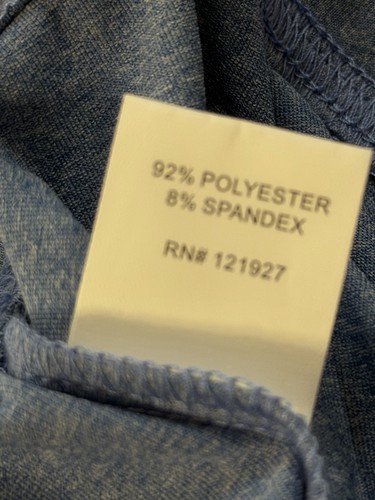 92% POLYESTER
8% SPANDEX
RN# 121927